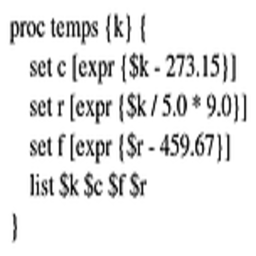 proc temps {k} {
    set c [expr {$k - 273.15}]
    set r [expr {$k / 5.0 * 9.0}]
    set f [expr {$r - 459.67}]
    list $k $c $f $r
}